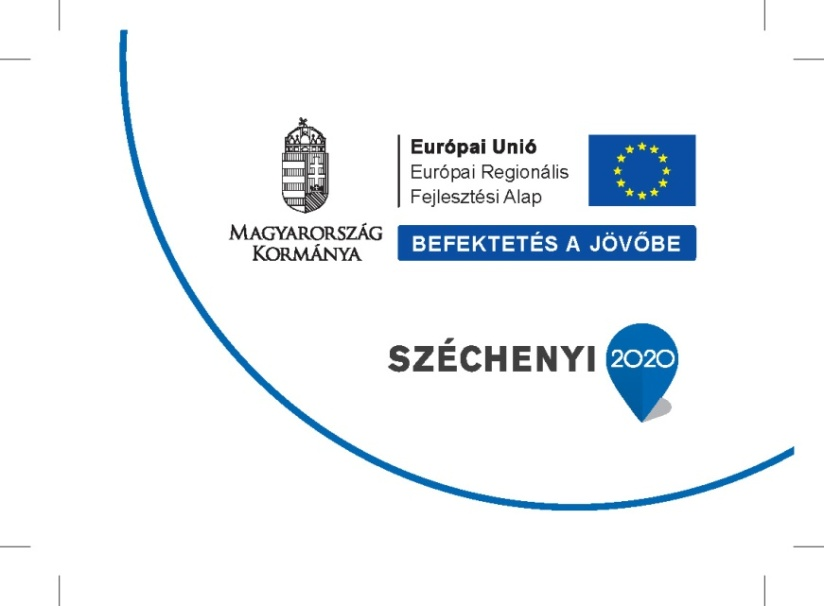 Európai Unió
Európai Regionális
Fejlesztési Alap
MAGYARORSZÁG
KORMÁNYA
BEFEKTETÉS A JÖVŐBE
SZÉCHENYI 2020